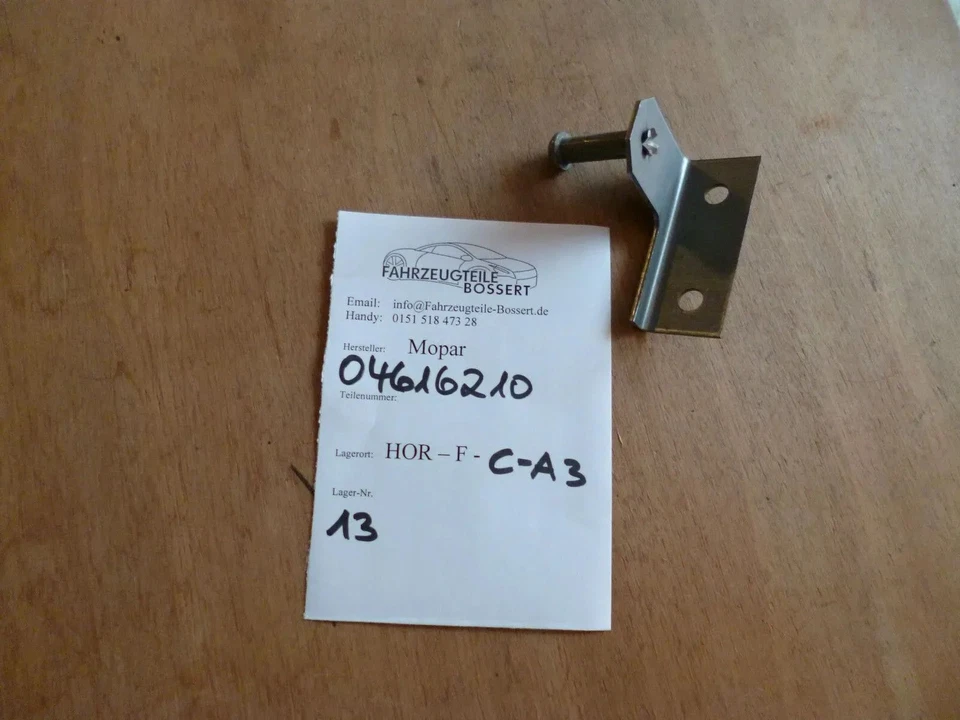 FAHRZEUGTEILE
BOSSERT
Email: info@Fahrzeugteile-Bossert.de
Handy: 0151 518 473 28
Hersteller: Mopar
04616210
Teilenummer:
Lagerort: HOR – F - C-A3
Lager-Nr.
13